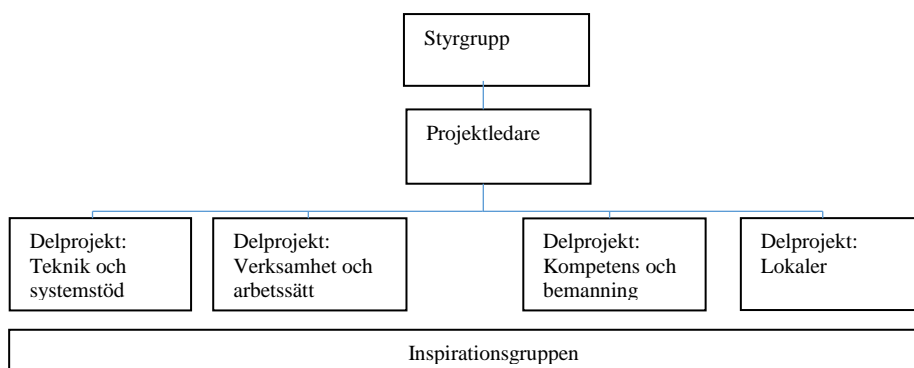 Styrgrupp
Projektledare
Delprojekt:
Teknik och
systemstöd
Delprojekt:
Verksamhet och
arbetssätt
Delprojekt:
Kompetens och
bemanning
Delprojekt:
Lokaler
Inspirationsgruppen